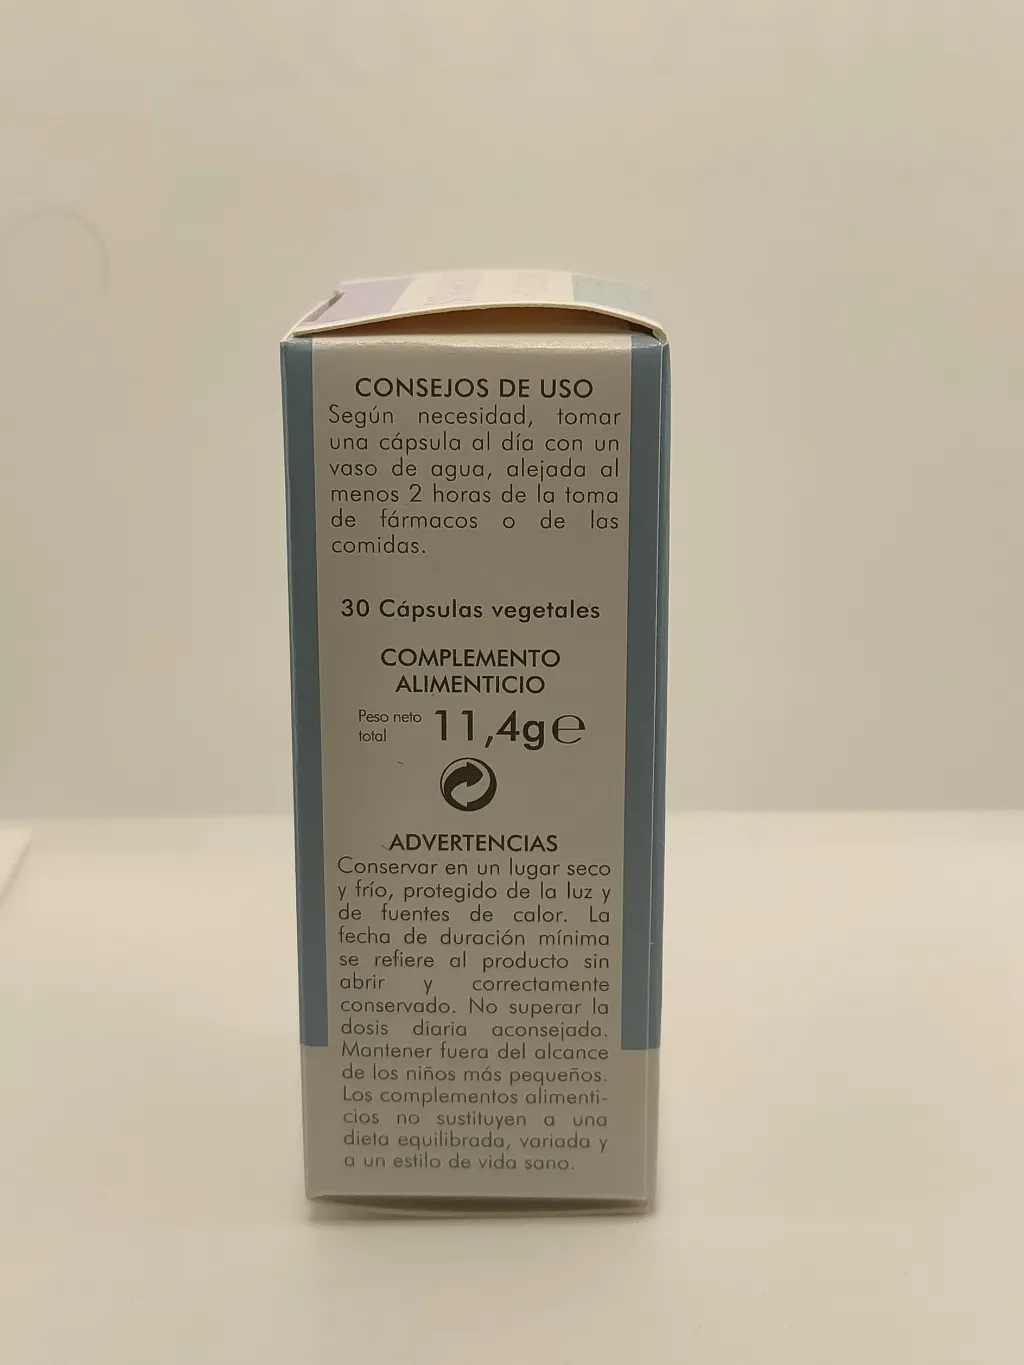 CONSEJOS DE USO
Según necesidad, tomar
una cápsula al día con un
vaso de agua, alejada al
menos 2 horas de la toma
de fármacos o de las
comidas.
30 Cápsulas vegetales
COMPLEMENTO
ALIMENTICIO
Peso neto
total 11,4g℮
ADVERTENCIAS
Conservar en un lugar seco
y frío, protegido de la luz y
de fuentes de calor. La
fecha de duración mínima
se refiere al producto sin
abrir y correctamente
conservado. No superar la
dosis diaria aconsejada.
Mantener fuera del alcance
de los niños más pequeños.
Los complementos alimenti-
cios no sustituyen a una
dieta equilibrada, variada y
a un estilo de vida sano.